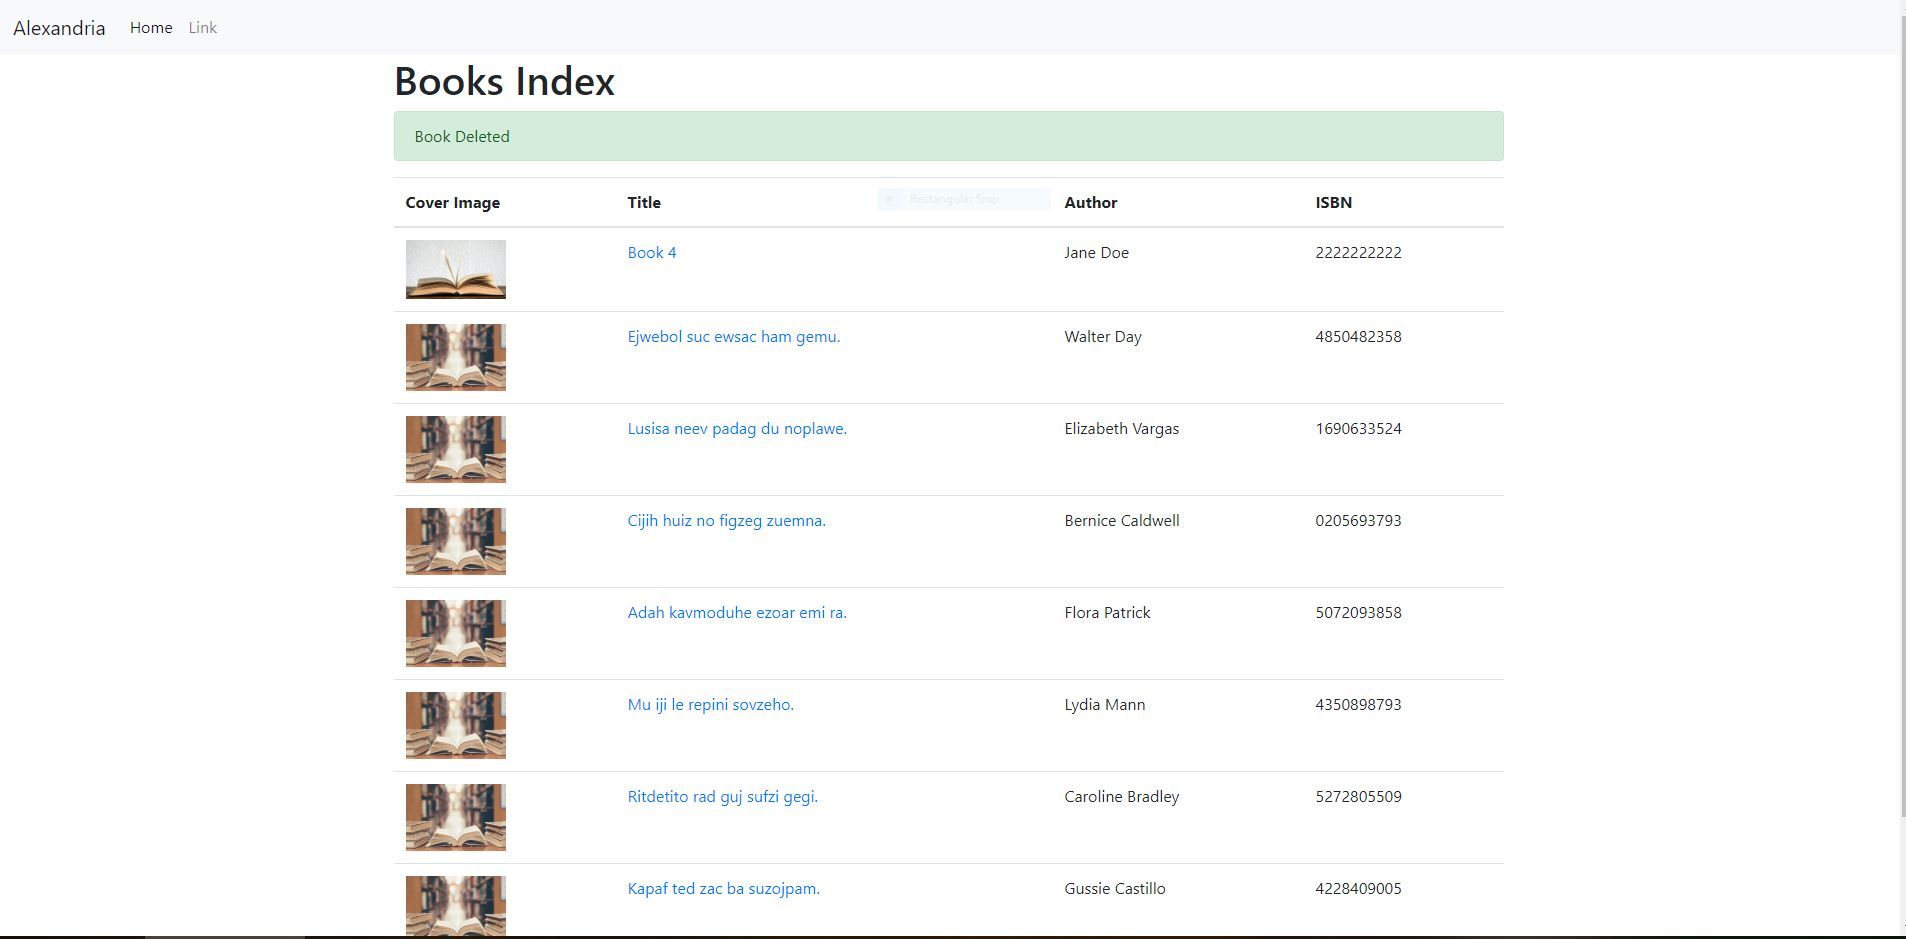 Alexandria Home Link
Books Index
Book Deleted
Cover Image Title Rectangular Snip Author ISBN
Book 4 Jane Doe 2222222222
Ejwebol suc ewsac ham gemu. Walter Day 4850482358
Lusisa neev padag du noplawe. Elizabeth Vargas 1690633524
Cijih huiz no figzeg zuemna. Bernice Caldwell 0205693793
Adah kavmoduhe ezoar emi ra. Flora Patrick 5072093858
Mu iji le repini sovzeho. Lydia Mann 4350898793
Ritdetito rad guj sufzi gegi. Caroline Bradley 5272805509
Kapaf ted zac ba suzojpam. Gussie Castillo 4228409005